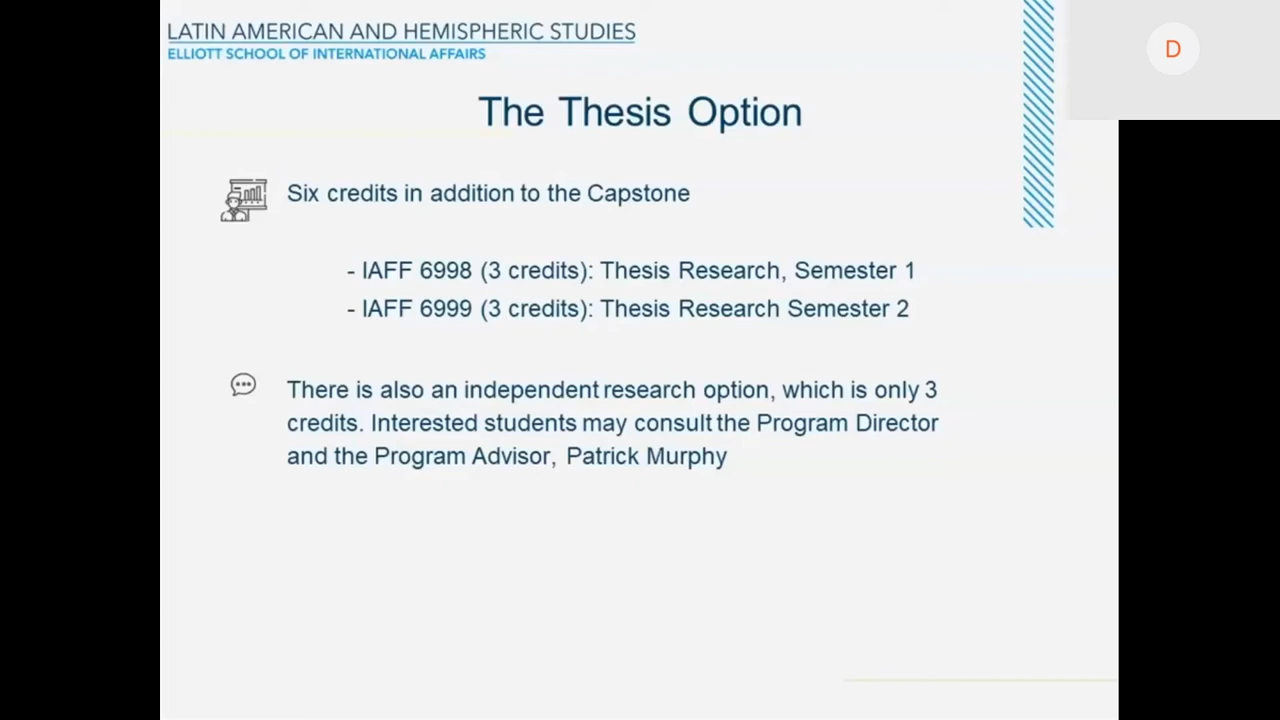 LATIN AMERICAN AND HEMISPHERIC STUDIES
ELLIOTT SCHOOL OF INTERNATIONAL AFFAIRS
D
The Thesis Option
Six credits in addition to the Capstone
- IAFF 6998 (3 credits): Thesis Research, Semester 1
- IAFF 6999 (3 credits): Thesis Research Semester 2
There is also an independent research option, which is only 3
credits. Interested students may consult the Program Director
and the Program Advisor, Patrick Murphy